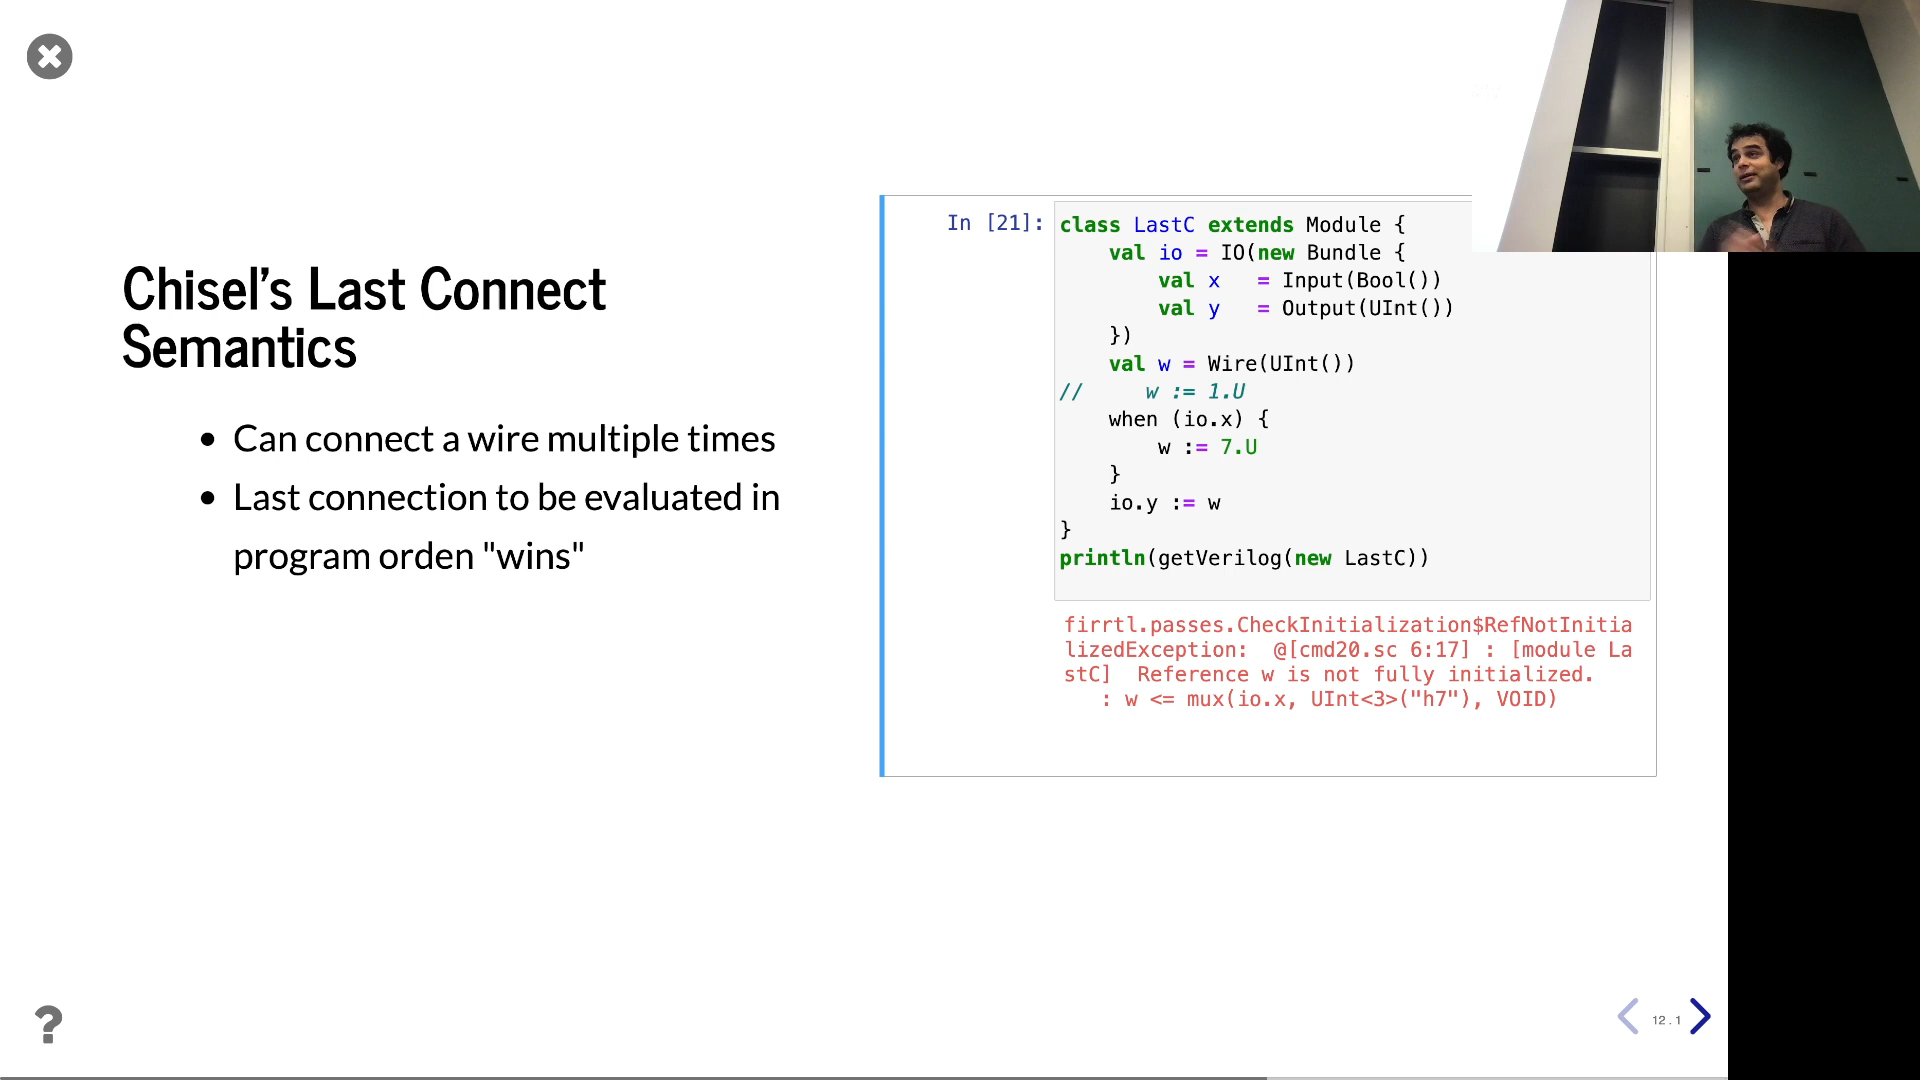 Chisel's Last Connect
Semantics
• Can connect a wire multiple times
• Last connection to be evaluated in
program orden "wins"
In [21]:
class LastC extends Module {
    val io = IO(new Bundle {
        val x   = Input(Bool())
        val y   = Output(UInt())
    })
    val w = Wire(UInt())
//     w := 1.U
    when (io.x) {
        w := 7.U
    }
    io.y := w
}
println(getVerilog(new LastC))
firrtl.passes.CheckInitialization$RefNotInitia
lizedException:  @[cmd20.sc 6:17] : [module La
stC]  Reference w is not fully initialized.
   : w <= mux(io.x, UInt<3>("h7"), VOID)
?
12.1